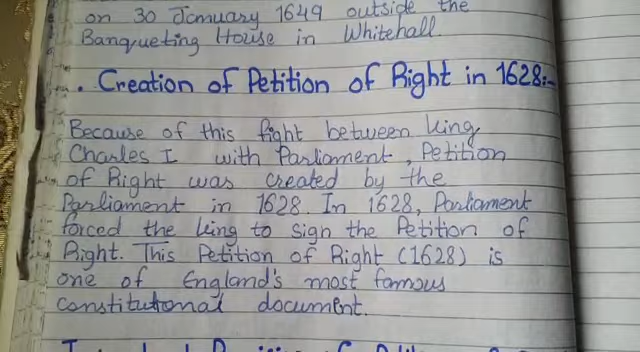 on 30 January 1649 outside the
Banqueting House in Whitehall.
. Creation of Petition of Right in 1628:-
Because of this fight between king
Charles I with Parliament, Petition
of Right was created by the
Parliament in 1628. In 1628, Parliament
forced the king to sign the Petition of
Right. This Petition of Right (1628) is
one of England's most famous
constitutional document.